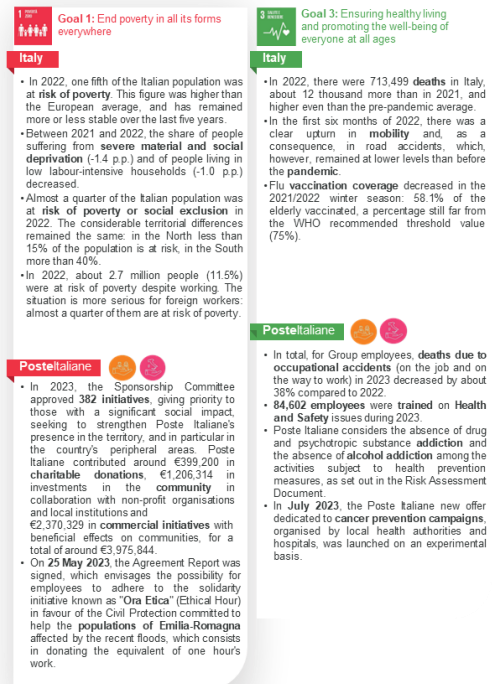 1
Goal 1: End poverty in all its forms
everywhere
Italy
• In 2022, one fifth of the Italian population was
at risk of poverty. This figure was higher than
the European average, and has remained
more or less stable over the last five years.
• Between 2021 and 2022, the share of people
suffering from severe material and social
deprivation (-1.4 p.p.) and of people living in
low labour-intensive households (-1.0 p.p.)
decreased.
• Almost a quarter of the Italian population was
at risk of poverty or social exclusion in
2022. The considerable territorial differences
remained the same: in the North less than
15% of the population is at risk, in the South
more than 40%.
• In 2022, about 2.7 million people (11.5%)
were at risk of poverty despite working. The
situation is more serious for foreign workers:
almost a quarter of them are at risk of poverty.
PosteItaliane
• In 2023, the Sponsorship Committee
approved 382 initiatives, giving priority to
those with a significant social impact,
seeking to strengthen Poste Italiane's
presence in the territory, and in particular in
the country's peripheral areas. Poste
Italiane contributed around €399,200 in
charitable donations, €1,206,314 in
investments in the community in
collaboration with non-profit organisations
and local institutions and
€2,370,329 in commercial initiatives with
beneficial effects on communities, for a
total of around €3,975,844.
• On 25 May 2023, the Agreement Report was
signed, which envisages the possibility for
employees to adhere to the solidarity
initiative known as "Ora Etica" (Ethical Hour)
in favour of the Civil Protection committed to
help the populations of Emilia-Romagna
affected by the recent floods, which consists
in donating the equivalent of one hour's
work.
3
Goal 3: Ensuring healthy living
and promoting the well-being of
everyone at all ages
Italy
• In 2022, there were 713,499 deaths in Italy,
about 12 thousand more than in 2021, and
higher even than the pre-pandemic average.
• In the first six months of 2022, there was a
clear upturn in mobility and, as a
consequence, in road accidents, which,
however, remained at lower levels than before
the pandemic.
• Flu vaccination coverage decreased in the
2021/2022 winter season: 58.1% of the
elderly vaccinated, a percentage still far from
the WHO recommended threshold value
(75%).
PosteItaliane
• In total, for Group employees, deaths due to
occupational accidents (on the job and on
the way to work) in 2023 decreased by about
38% compared to 2022.
• 84,602 employees were trained on Health
and Safety issues during 2023.
• Poste Italiane considers the absence of drug
and psychotropic substance addiction and
the absence of alcohol addiction among the
activities subject to health prevention
measures, as set out in the Risk Assessment
Document.
• In July 2023, the Poste Italiane new offer
dedicated to cancer prevention campaigns,
organised by local health authorities and
hospitals, was launched on an experimental
basis.